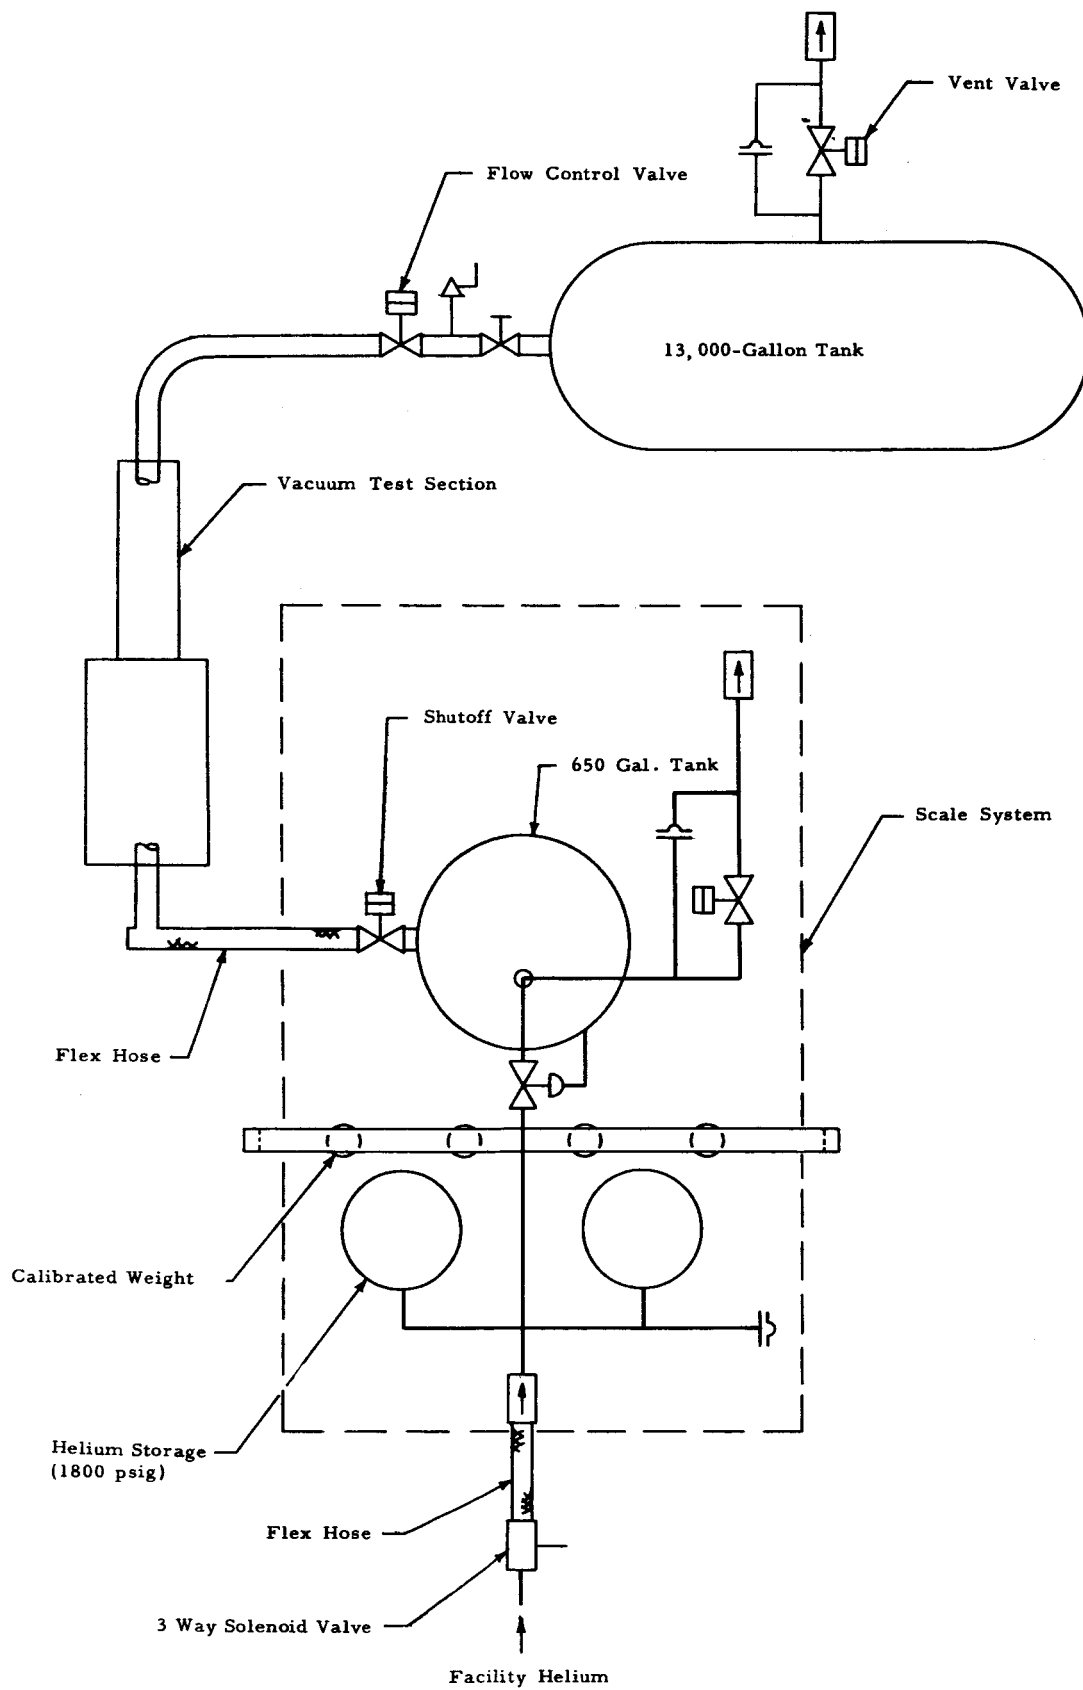 Vent Valve
Flow Control Valve
13,000-Gallon Tank
Vacuum Test Section
Shutoff Valve
650 Gal. Tank
Scale System
Flex Hose
Calibrated Weight
Helium Storage
(1800 psig)
Flex Hose
3 Way Solenoid Valve
Facility Helium